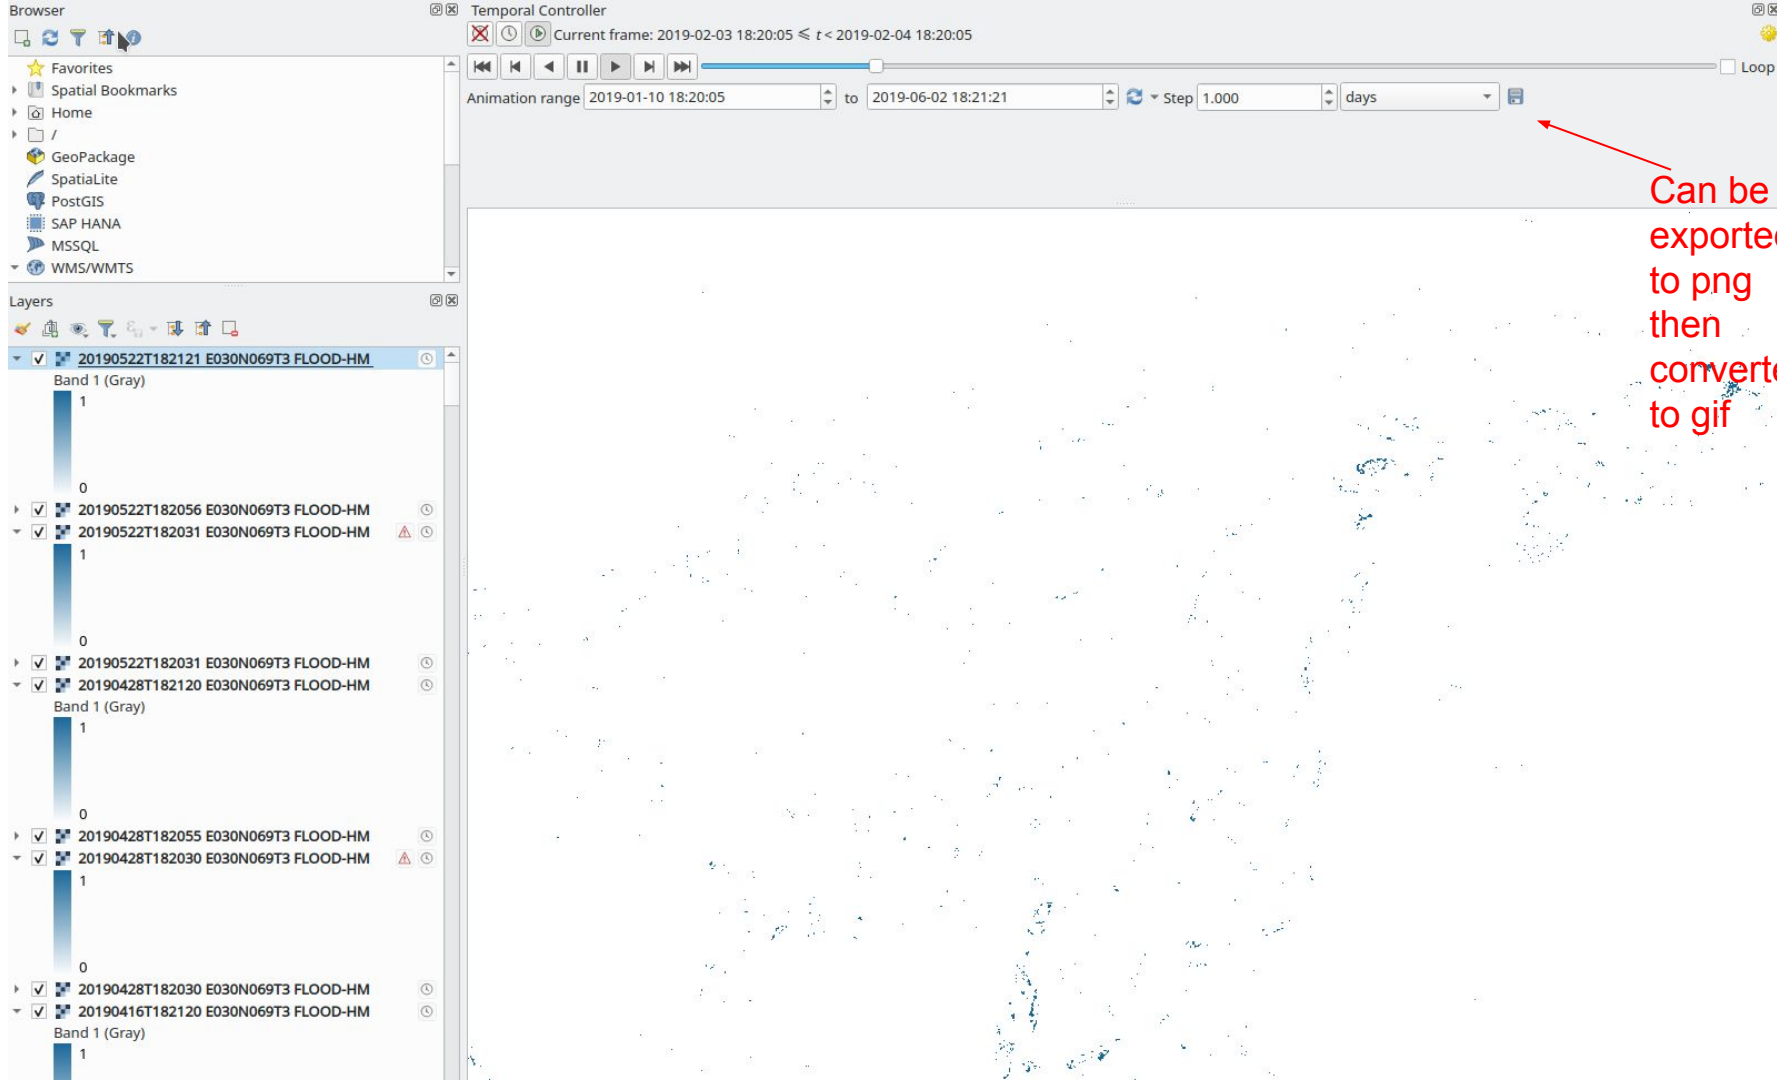 Browser
Favorites
Spatial Bookmarks
Home
/
GeoPackage
SpatiaLite
PostGIS
SAP HANA
MSSQL
WMS/WMTS
Layers
20190522T182121 E030N069T3 FLOOD-HM
Band 1 (Gray)
1
0
20190522T182056 E030N069T3 FLOOD-HM
20190522T182031 E030N069T3 FLOOD-HM
1
0
20190522T182031 E030N069T3 FLOOD-HM
20190428T182120 E030N069T3 FLOOD-HM
Band 1 (Gray)
1
0
20190428T182055 E030N069T3 FLOOD-HM
20190428T182030 E030N069T3 FLOOD-HM
1
0
20190428T182030 E030N069T3 FLOOD-HM
20190416T182120 E030N069T3 FLOOD-HM
Band 1 (Gray)
1
Temporal Controller
Current frame: 2019-02-03 18:20:05 ≤ t < 2019-02-04 18:20:05
Loop
Animation range 2019-01-10 18:20:05 to 2019-06-02 18:21:21 Step 1.000 days
Can be
exported
to png
then
converte
to gif